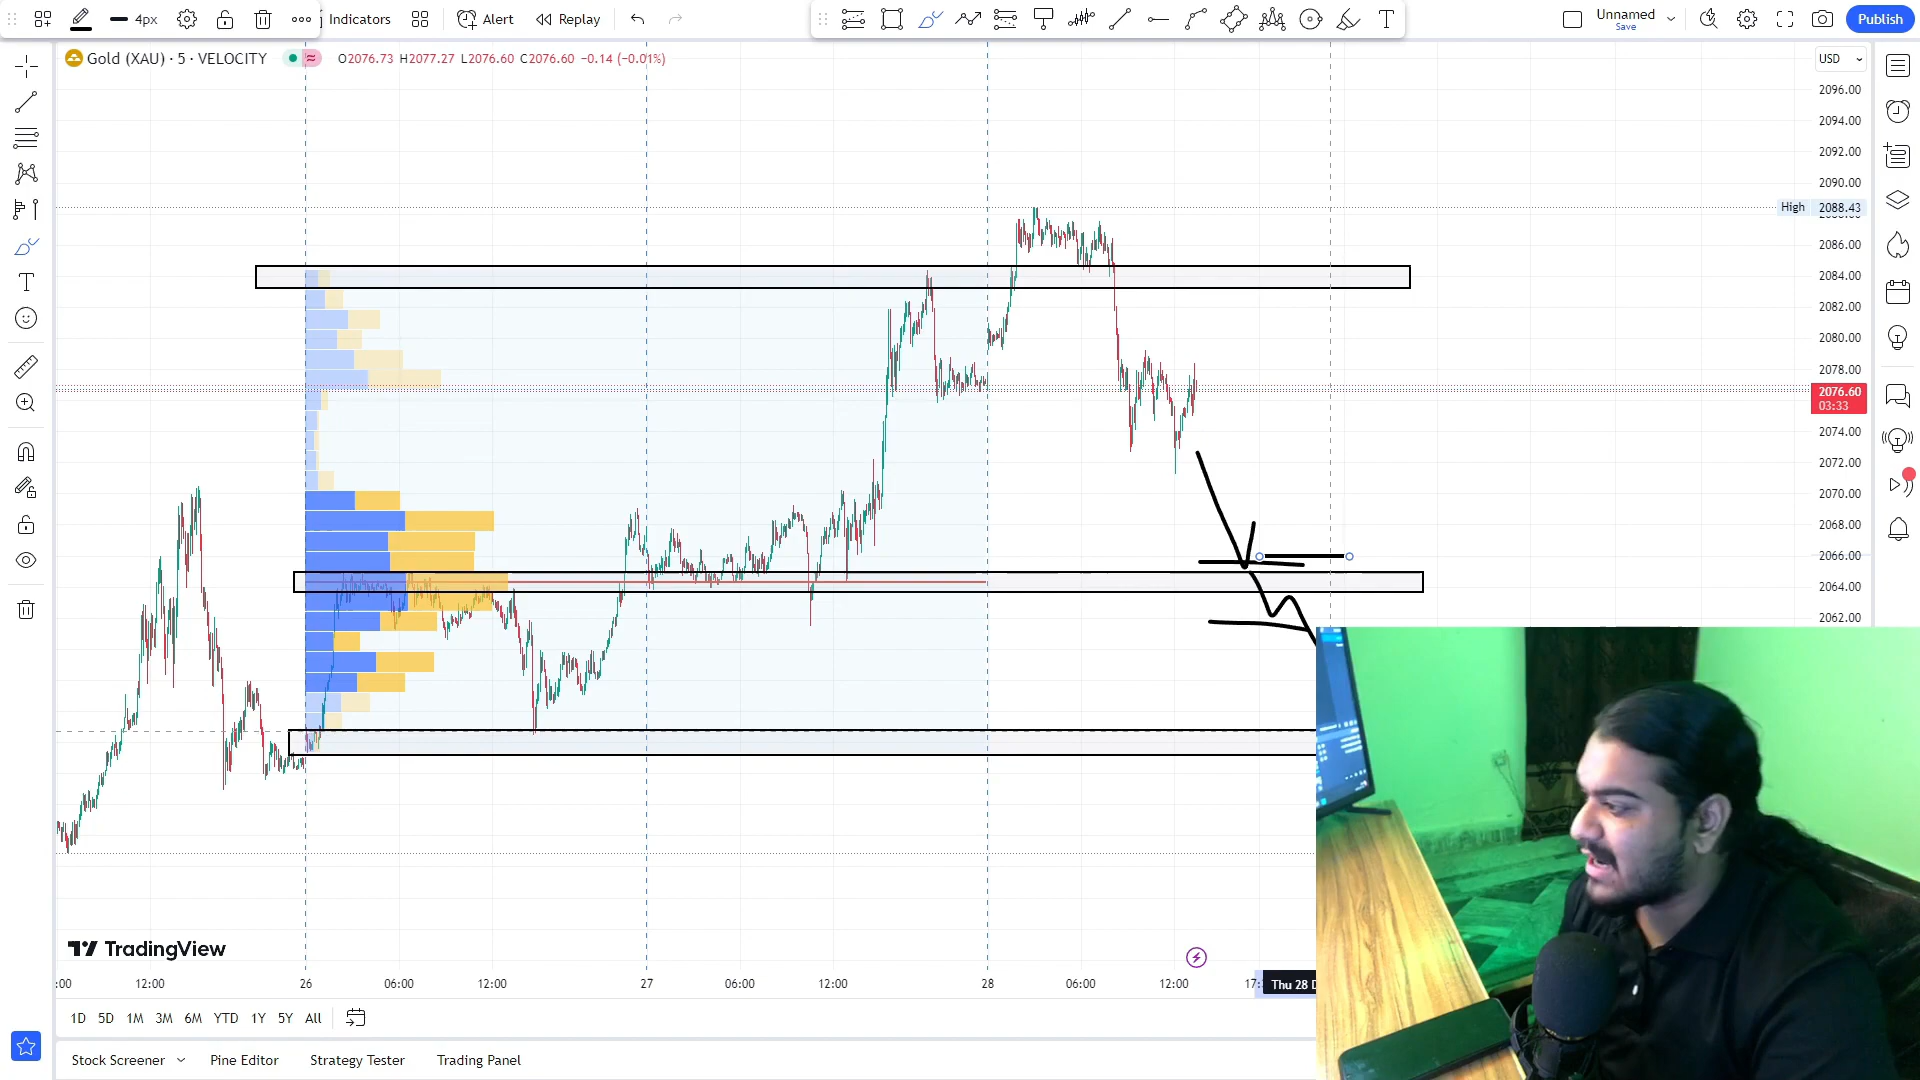 4px Indicators Alert Replay Unnamed Save Publish
Gold (XAU) · 5 · VELOCITY O2076.73 H2077.27 L2076.60 C2076.60 −0.14 (−0.01%)
USD
2096.00
2094.00
2092.00
2090.00
High 2088.43
2086.00
2084.00
2082.00
2080.00
2078.00
2076.60
03:33
2074.00
2072.00
2070.00
2068.00
2066.00
2064.00
2062.00
TradingView
:00 12:00 26 06:00 12:00 27 06:00 12:00 28 06:00 12:00 Thu 28
1D 5D 1M 3M 6M YTD 1Y 5Y All
Stock Screener Pine Editor Strategy Tester Trading Panel